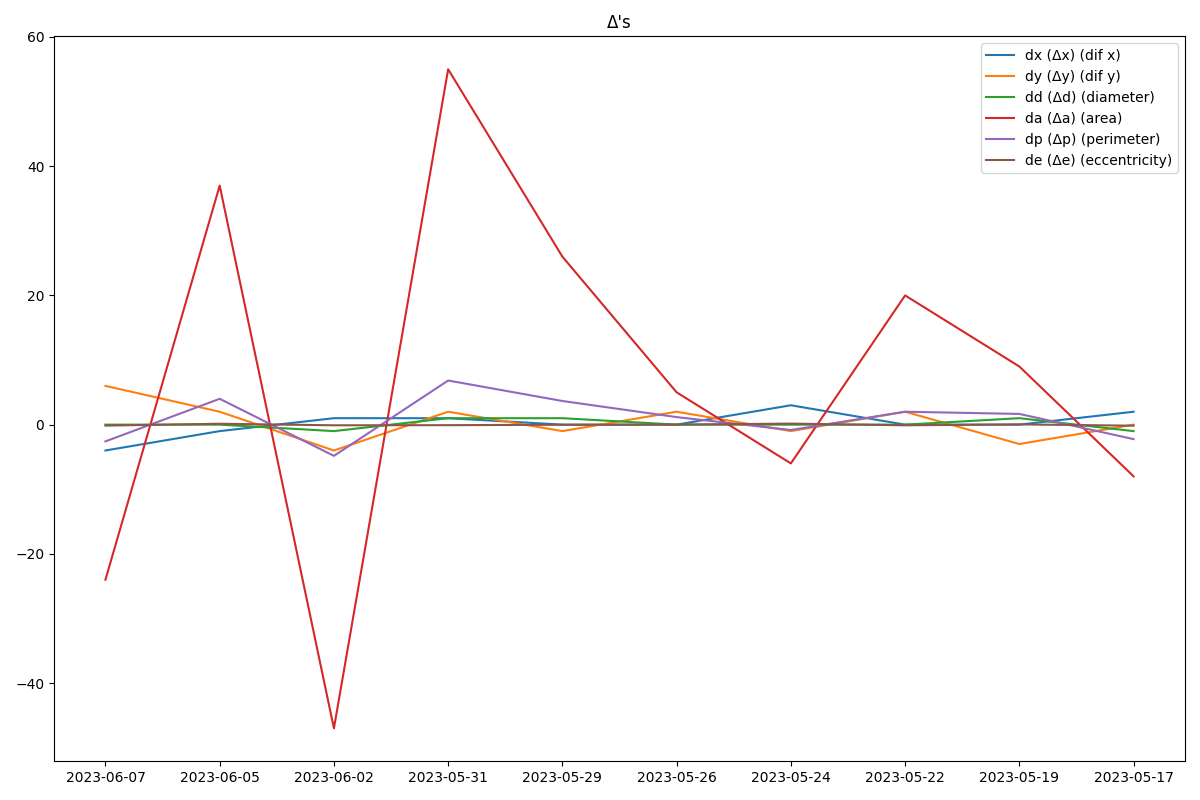 Δ's
60
40
20
0
−20
−40
dx (Δx) (dif x)
dy (Δy) (dif y)
dd (Δd) (diameter)
da (Δa) (area)
dp (Δp) (perimeter)
de (Δe) (eccentricity)
2023-06-07 2023-06-05 2023-06-02 2023-05-31 2023-05-29 2023-05-26 2023-05-24 2023-05-22 2023-05-19 2023-05-17